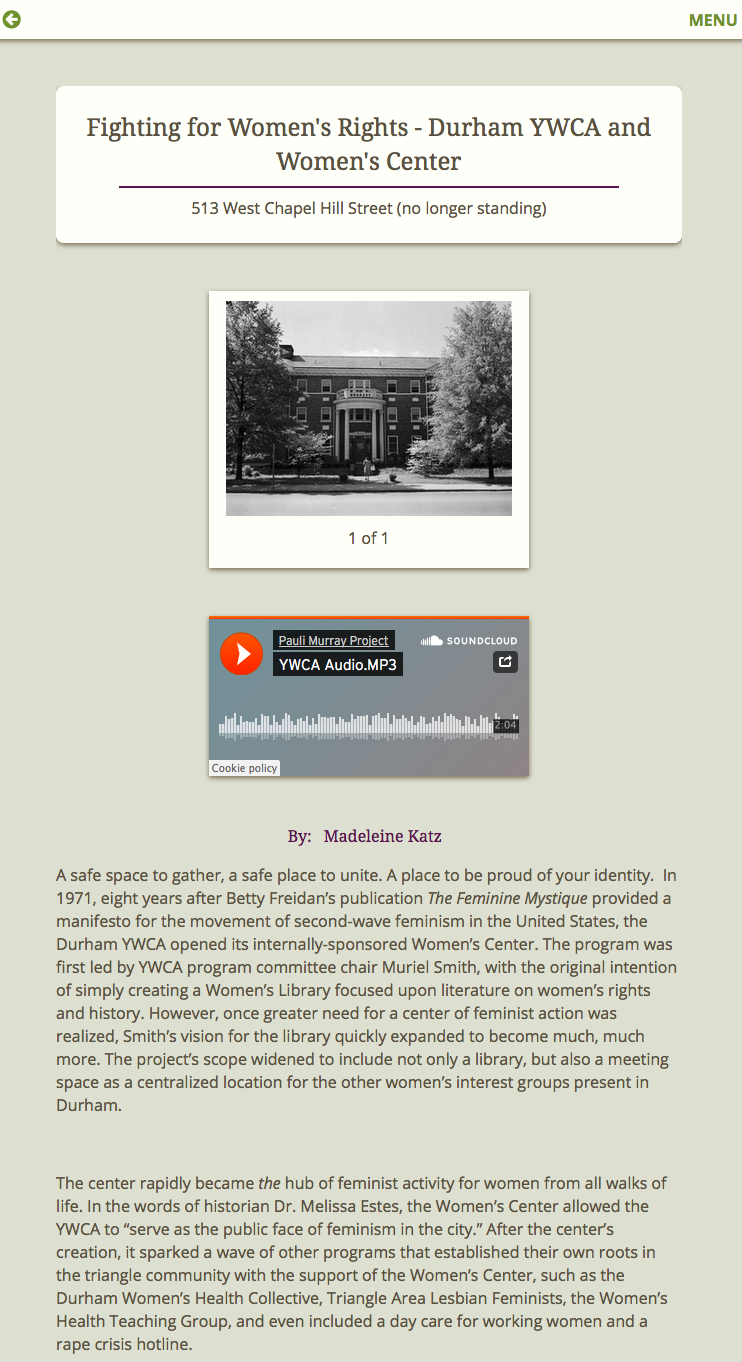 MENU
Fighting for Women's Rights - Durham YWCA and
Women's Center
513 West Chapel Hill Street (no longer standing)
1 of 1
Pauli Murray Project
SOUNDCLOUD
YWCA Audio.MP3
2:04
Cookie policy
By: Madeleine Katz
A safe space to gather, a safe place to unite. A place to be proud of your identity. In
1971, eight years after Betty Freidan’s publication The Feminine Mystique provided a
manifesto for the movement of second-wave feminism in the United States, the
Durham YWCA opened its internally-sponsored Women’s Center. The program was
first led by YWCA program committee chair Muriel Smith, with the original intention
of simply creating a Women’s Library focused upon literature on women’s rights
and history. However, once greater need for a center of feminist action was
realized, Smith’s vision for the library quickly expanded to become much, much
more. The project’s scope widened to include not only a library, but also a meeting
space as a centralized location for the other women’s interest groups present in
Durham.
The center rapidly became the hub of feminist activity for women from all walks of
life. In the words of historian Dr. Melissa Estes, the Women’s Center allowed the
YWCA to “serve as the public face of feminism in the city.” After the center’s
creation, it sparked a wave of other programs that established their own roots in
the triangle community with the support of the Women’s Center, such as the
Durham Women’s Health Collective, Triangle Area Lesbian Feminists, the Women’s
Health Teaching Group, and even included a day care for working women and a
rape crisis hotline.